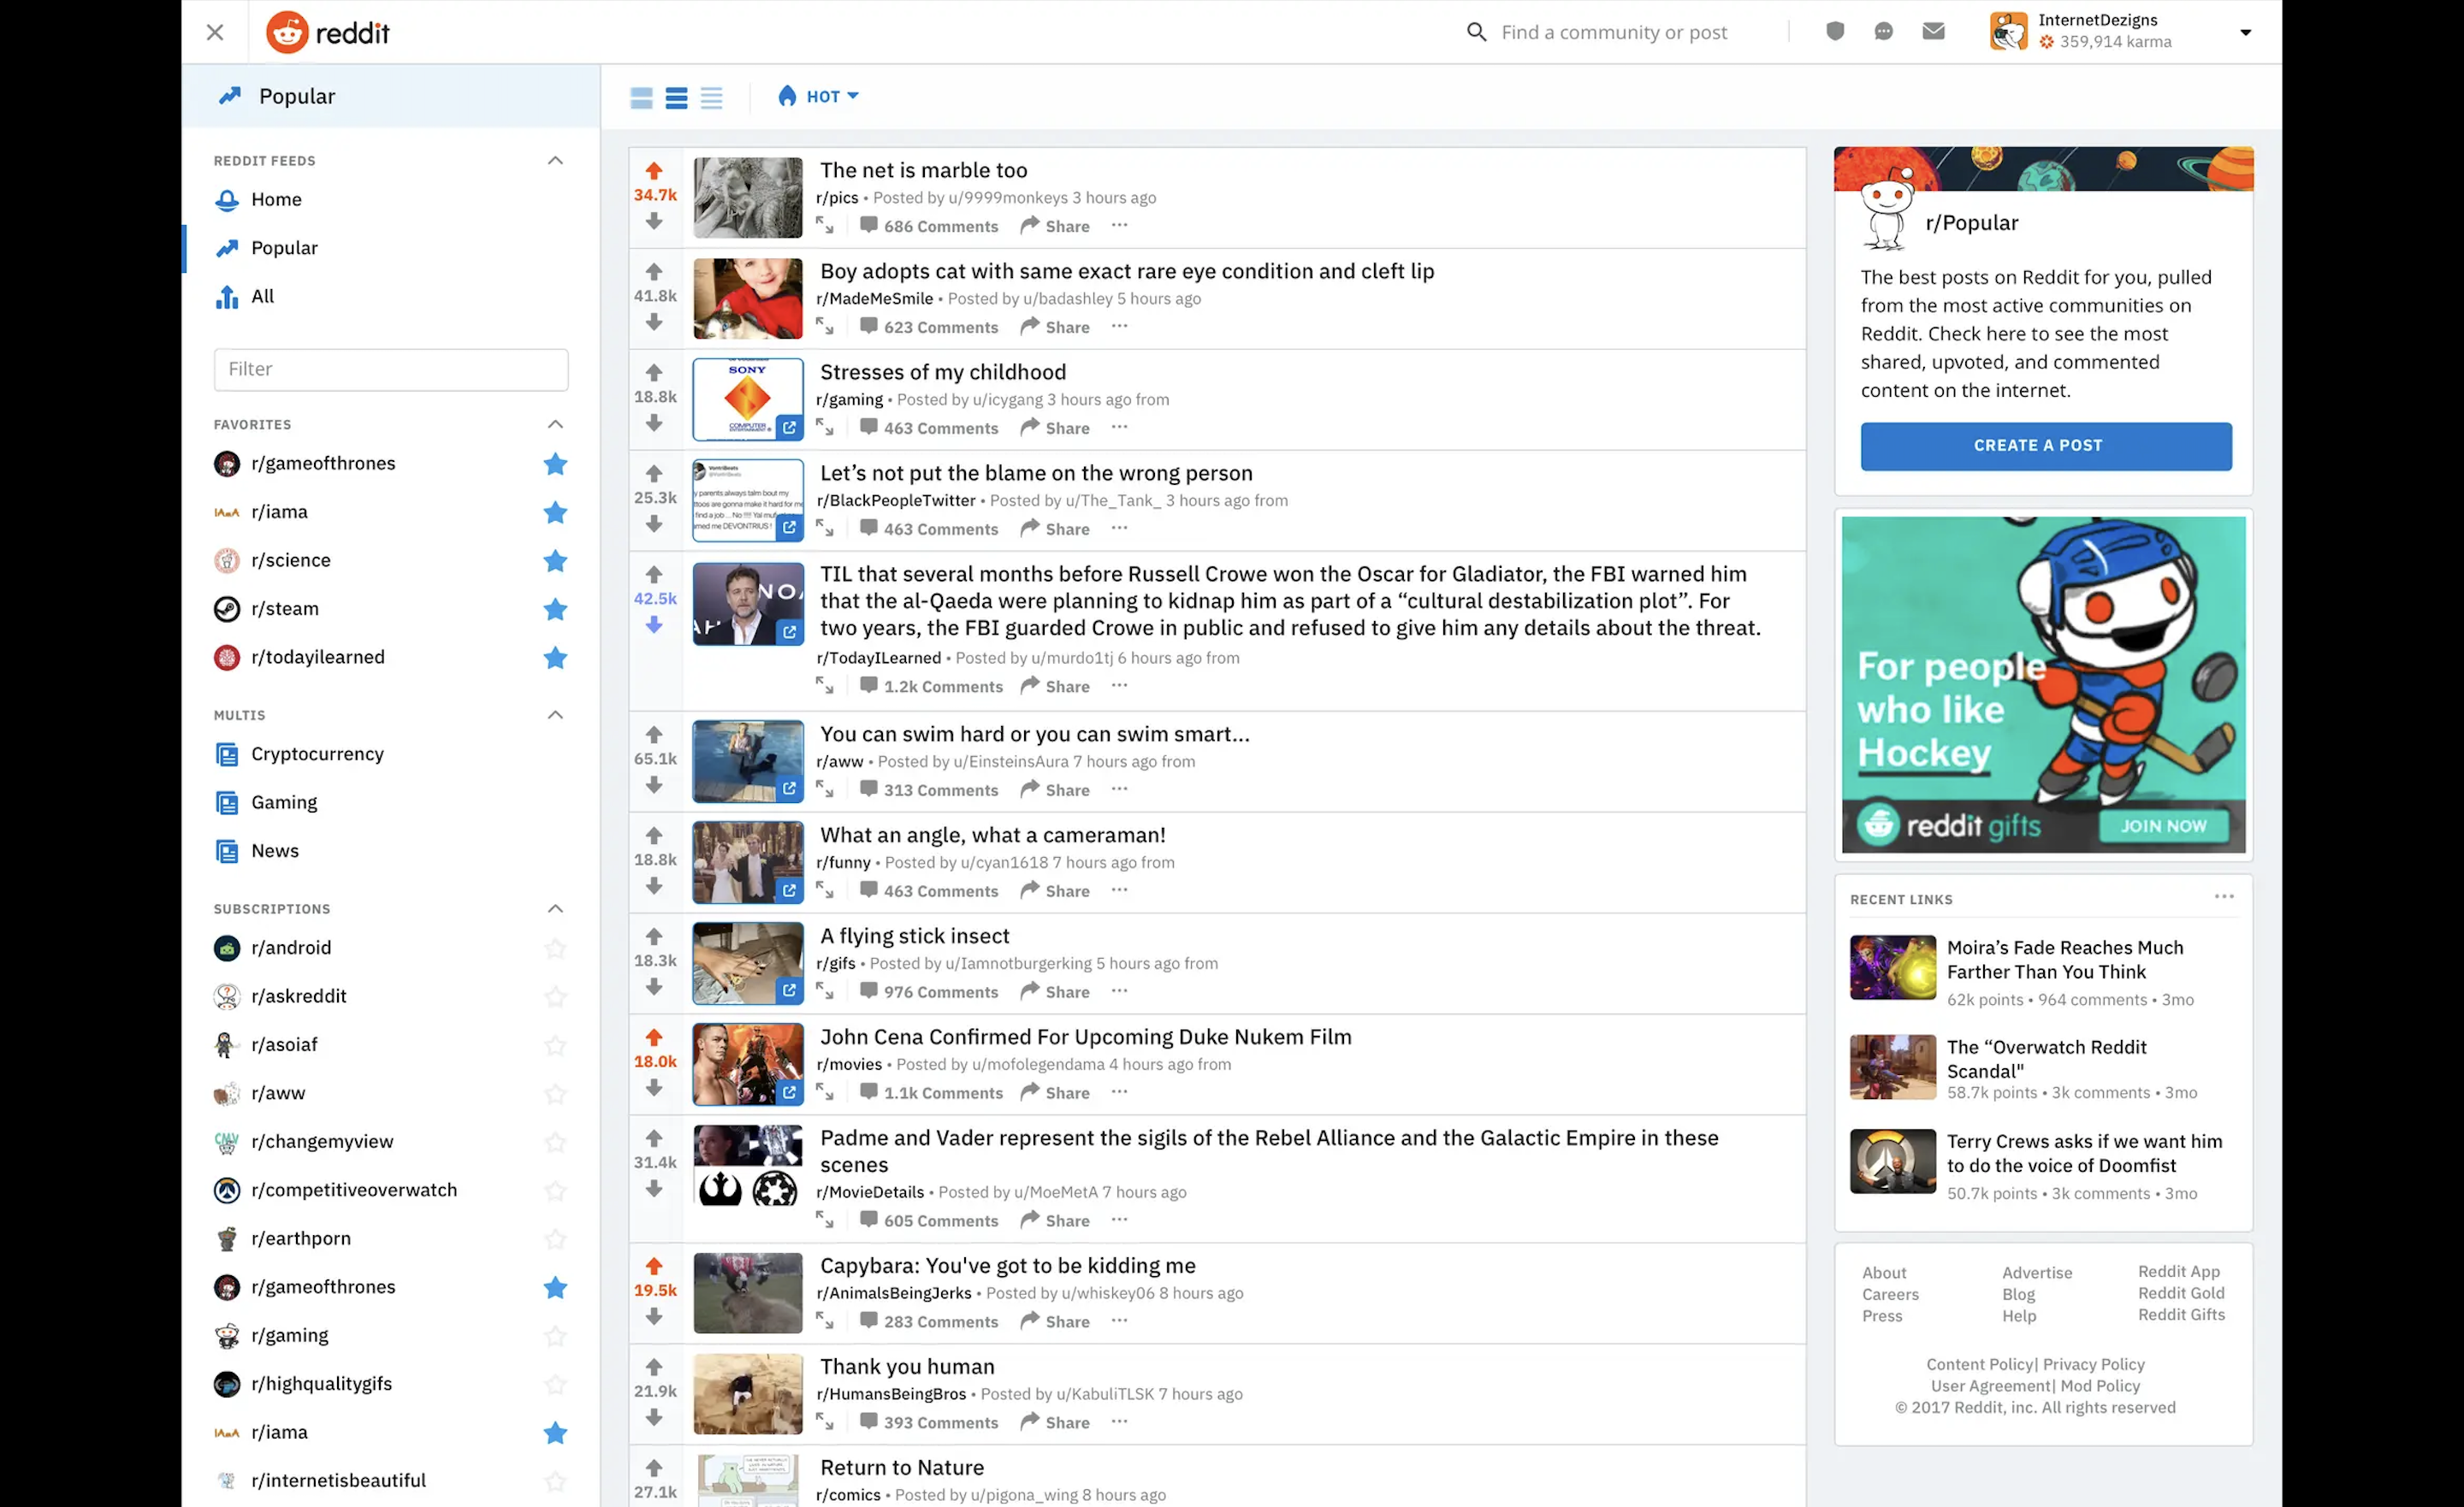 reddit
Find a community or post
InternetDezigns
359,914 karma
Popular
REDDIT FEEDS
Home
Popular
All
Filter
FAVORITES
r/gameofthrones
r/iama
r/science
r/steam
r/todayilearned
MULTIS
Cryptocurrency
Gaming
News
SUBSCRIPTIONS
r/android
r/askreddit
r/asoiaf
r/aww
r/changemyview
r/competitiveoverwatch
r/earthporn
r/gameofthrones
r/gaming
r/highqualitygifs
r/iama
r/internetisbeautiful
HOT
34.7k
The net is marble too
r/pics • Posted by u/9999monkeys 3 hours ago
686 Comments Share
41.8k
Boy adopts cat with same exact rare eye condition and cleft lip
r/MadeMeSmile • Posted by u/badashley 5 hours ago
623 Comments Share
18.8k
SONY
COMPUTER
ENTERTAINMENT
Stresses of my childhood
r/gaming • Posted by u/icygang 3 hours ago from
463 Comments Share
25.3k
Let’s not put the blame on the wrong person
r/BlackPeopleTwitter • Posted by u/The_Tank_ 3 hours ago from
463 Comments Share
42.5k
TIL that several months before Russell Crowe won the Oscar for Gladiator, the FBI warned him
that the al-Qaeda were planning to kidnap him as part of a “cultural destabilization plot”. For
two years, the FBI guarded Crowe in public and refused to give him any details about the threat.
r/TodayILearned • Posted by u/murdo1tj 6 hours ago from
1.2k Comments Share
65.1k
You can swim hard or you can swim smart...
r/aww • Posted by u/EinsteinsAura 7 hours ago from
313 Comments Share
18.8k
What an angle, what a cameraman!
r/funny • Posted by u/cyan1618 7 hours ago from
463 Comments Share
18.3k
A flying stick insect
r/gifs • Posted by u/Iamnotburgerking 5 hours ago from
976 Comments Share
18.0k
John Cena Confirmed For Upcoming Duke Nukem Film
r/movies • Posted by u/mofolegendama 4 hours ago from
1.1k Comments Share
31.4k
Padme and Vader represent the sigils of the Rebel Alliance and the Galactic Empire in these
scenes
r/MovieDetails • Posted by u/MoeMetA 7 hours ago
605 Comments Share
19.5k
Capybara: You've got to be kidding me
r/AnimalsBeingJerks • Posted by u/whiskey06 8 hours ago
283 Comments Share
21.9k
Thank you human
r/HumansBeingBros • Posted by u/KabuliTLSK 7 hours ago
393 Comments Share
27.1k
Return to Nature
r/comics • Posted by u/pigona_wing 8 hours ago
r/Popular
The best posts on Reddit for you, pulled
from the most active communities on
Reddit. Check here to see the most
shared, upvoted, and commented
content on the internet.
CREATE A POST
For people
who like
Hockey
reddit gifts
JOIN NOW
RECENT LINKS
Moira’s Fade Reaches Much
Farther Than You Think
62k points • 964 comments • 3mo
The “Overwatch Reddit
Scandal"
58.7k points • 3k comments • 3mo
Terry Crews asks if we want him
to do the voice of Doomfist
50.7k points • 3k comments • 3mo
About Advertise Reddit App
Careers Blog Reddit Gold
Press Help Reddit Gifts
Content Policy| Privacy Policy
User Agreement| Mod Policy
© 2017 Reddit, inc. All rights reserved